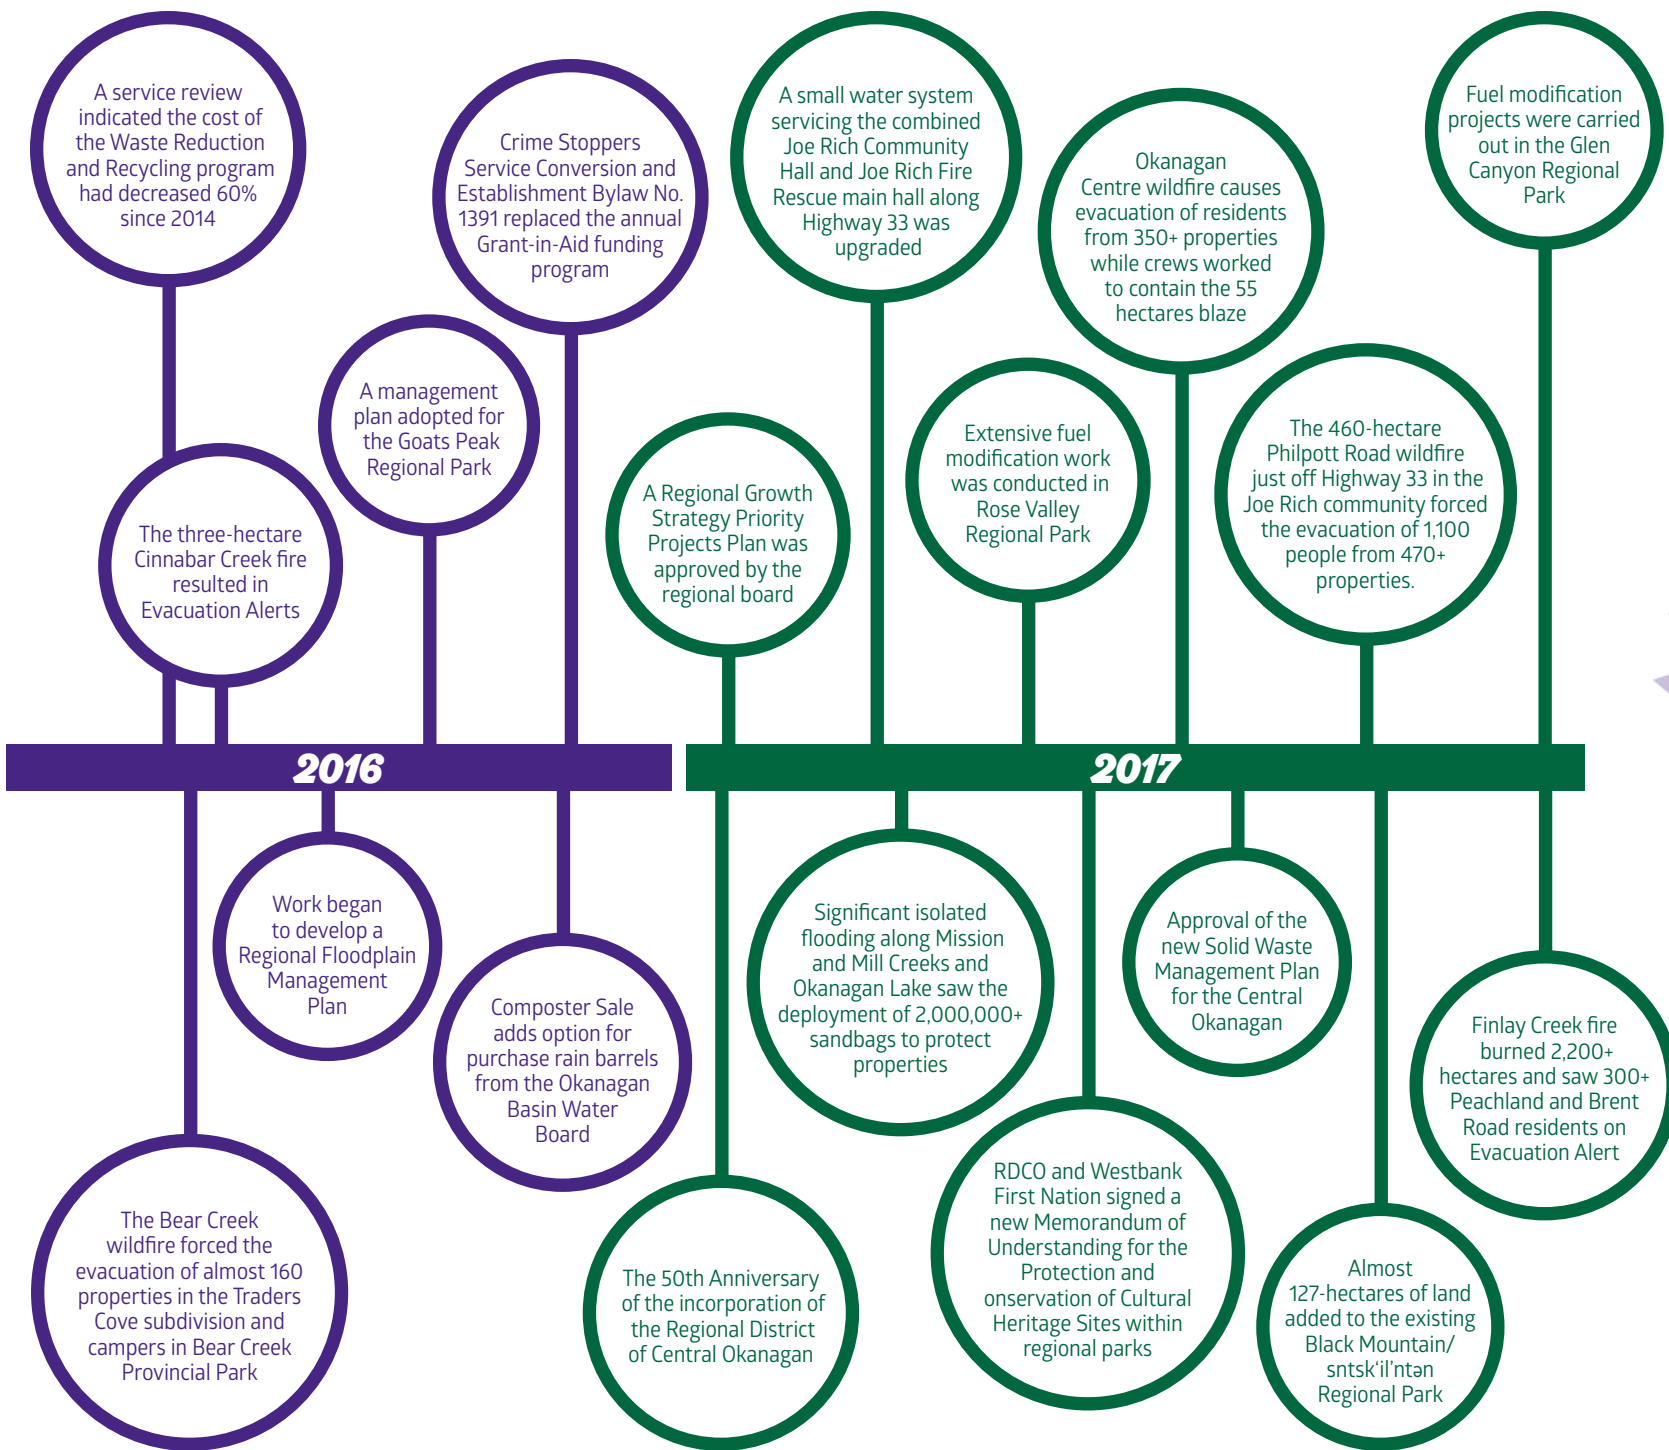 A service review
indicated the cost of
the Waste Reduction
and Recycling program
had decreased 60%
since 2014
Crime Stoppers
Service Conversion and
Establishment Bylaw No.
1391 replaced the annual
Grant-in-Aid funding
program
A management
plan adopted for
the Goats Peak
Regional Park
The three-hectare
Cinnabar Creek fire
resulted in
Evacuation Alerts
A small water system
servicing the combined
Joe Rich Community
Hall and Joe Rich Fire
Rescue main hall along
Highway 33 was
upgraded
Okanagan
Centre wildfire causes
evacuation of residents
from 350+ properties
while crews worked
to contain the 55
hectares blaze
Fuel modification
projects were carried
out in the Glen
Canyon Regional
Park
A Regional Growth
Strategy Priority
Projects Plan was
approved by the
regional board
Extensive fuel
modification work
was conducted in
Rose Valley
Regional Park
The 460-hectare
Philpott Road wildfire
just off Highway 33 in the
Joe Rich community forced
the evacuation of 1,100
people from 470+
properties.
2016
2017
Work began
to develop a
Regional Floodplain
Management
Plan
Composter Sale
adds option for
purchase rain barrels
from the Okanagan
Basin Water
Board
The Bear Creek
wildfire forced the
evacuation of almost 160
properties in the Traders
Cove subdivision and
campers in Bear Creek
Provincial Park
Significant isolated
flooding along Mission
and Mill Creeks and
Okanagan Lake saw the
deployment of 2,000,000+
sandbags to protect
properties
Approval of the
new Solid Waste
Management Plan
for the Central
Okanagan
Finlay Creek fire
burned 2,200+
hectares and saw 300+
Peachland and Brent
Road residents on
Evacuation Alert
The 50th Anniversary
of the incorporation of
the Regional District
of Central Okanagan
RDCO and Westbank
First Nation signed a
new Memorandum of
Understanding for the
Protection and
onservation of Cultural
Heritage Sites within
regional parks
Almost
127-hectares of land
added to the existing
Black Mountain/
sntsk‘il’ntən
Regional Park